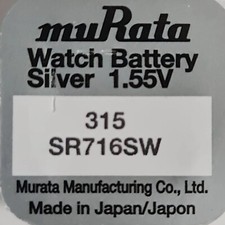 muRata
Watch Battery
Silver 1.55V
315
SR716SW
Murata Manufacturing Co., Ltd.
Made in Japan/Japon